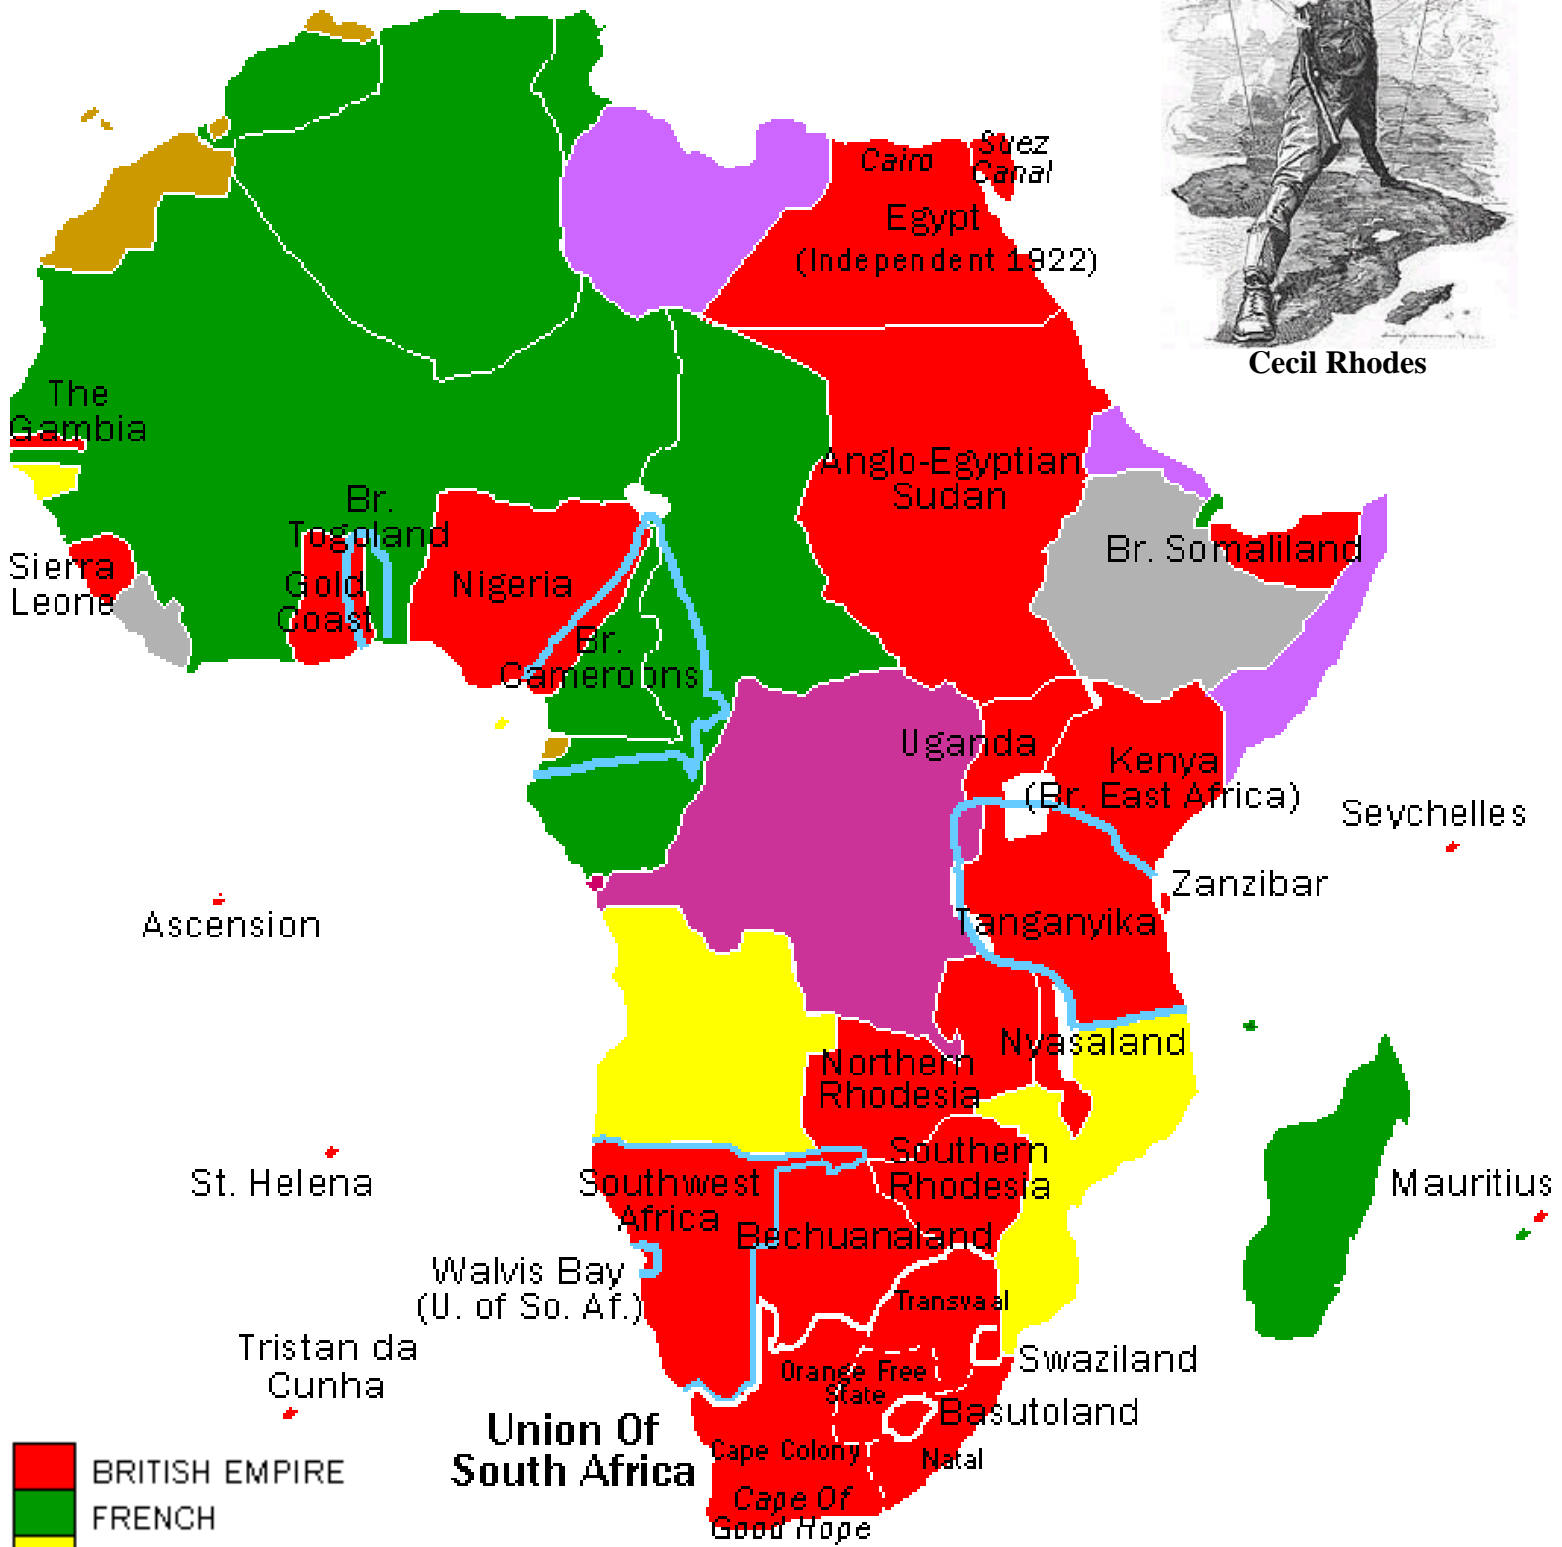 Suez
Canal
Cairo
Egypt
(Independent 1922)
Cecil Rhodes
The
Gambia
Anglo-Egyptian
Sudan
Br.
Togoland
Br. Somaliland
Sierra
Leone
Gold
Coast
Nigeria
Br.
Cameroons
Uganda
Kenya
(Br. East Africa)
Seychelles
Zanzibar
Ascension
Tanganyika
Nyasaland
Northern
Rhodesia
Southern
Rhodesia
St. Helena
Southwest
Africa
Mauritius
Bechuanaland
Walvis Bay
(U. of So. Af.)
Transvaal
Tristan da
Cunha
Orange Free
State
Swaziland
Basutoland
Union Of
South Africa
Cape Colony
Natal
Cape Of
Good Hope
BRITISH EMPIRE
FRENCH